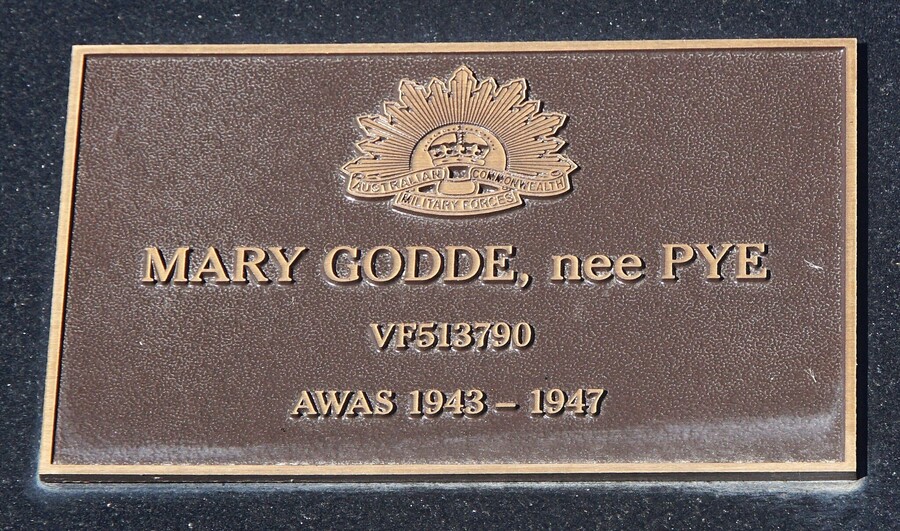 AUSTRALIAN COMMONWEALTH
MILITARY FORCES
MARY GODDE, nee PYE
VF513790
AWAS 1943 – 1947